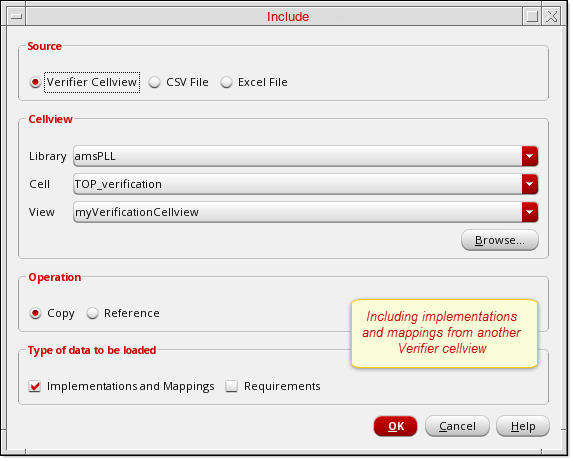 Include
Source
Verifier Cellview CSV File Excel File
Cellview
Library amsPLL
Cell TOP_verification
View myVerificationCellview
Browse...
Operation
Copy Reference
Including implementations
and mappings from another
Verifier cellview
Type of data to be loaded
Implementations and Mappings Requirements
OK Cancel Help